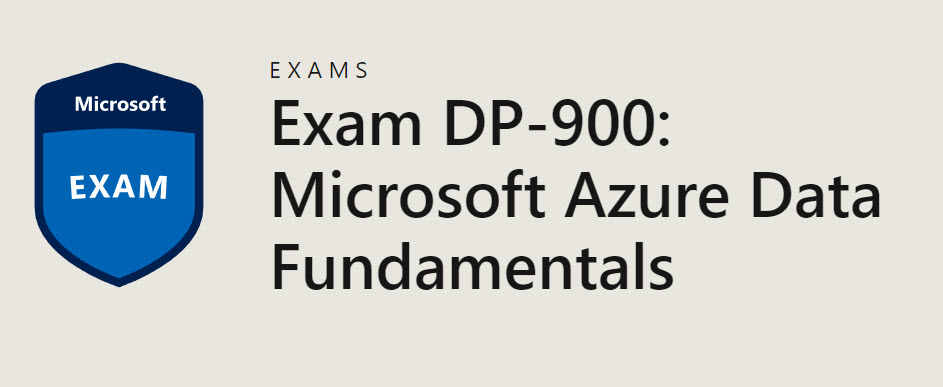 Microsoft
EXAM
EXAMS
Exam DP-900:
Microsoft Azure Data
Fundamentals